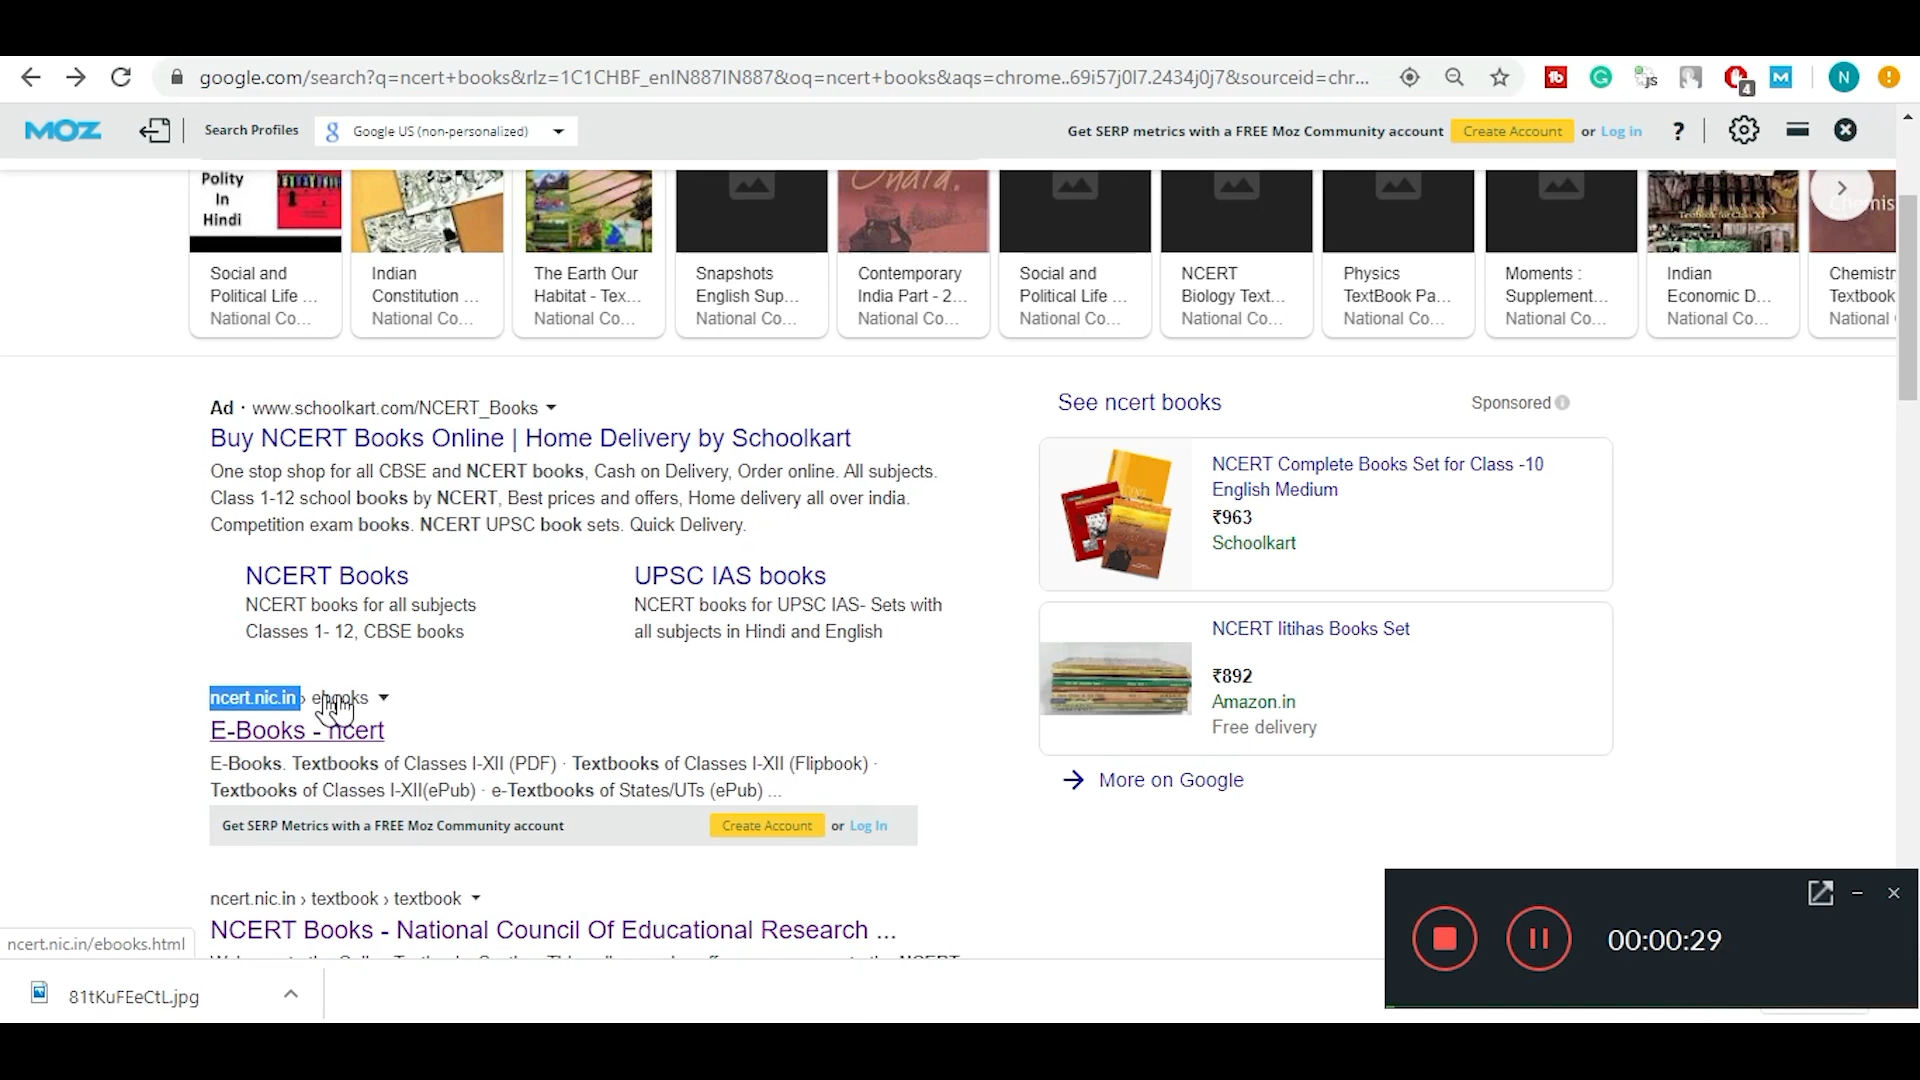 google.com/search?q=ncert+books&rlz=1C1CHBF_enIN887IN887&oq=ncert+books&aqs=chrome..69i57j0l7.2434j0j7&sourceid=chr...
JS
4
M
N
MOZ
Search Profiles
Google US (non-personalized)
Get SERP metrics with a FREE Moz Community account
Create Account
or Log in
?
Polity
In
Hindi
Social and
Political Life ...
National Co...
Indian
Constitution ...
National Co...
The Earth Our
Habitat - Tex...
National Co...
Snapshots
English Sup...
National Co...
Contemporary
India Part - 2...
National Co...
Social and
Political Life ...
National Co...
NCERT
Biology Text...
National Co...
Physics
TextBook Pa...
National Co...
Moments :
Supplement...
National Co...
Textbook for Class XI
Indian
Economic D...
National Co...
Chemis
Chemistr
Textbook
National
Ad · www.schoolkart.com/NCERT_Books
Buy NCERT Books Online | Home Delivery by Schoolkart
One stop shop for all CBSE and NCERT books, Cash on Delivery, Order online. All subjects.
Class 1-12 school books by NCERT, Best prices and offers, Home delivery all over india.
Competition exam books. NCERT UPSC book sets. Quick Delivery.
NCERT Books
NCERT books for all subjects
Classes 1- 12, CBSE books
UPSC IAS books
NCERT books for UPSC IAS- Sets with
all subjects in Hindi and English
ncert.nic.in › ebooks
E-Books - ncert
E-Books. Textbooks of Classes I-XII (PDF) · Textbooks of Classes I-XII (Flipbook) ·
Textbooks of Classes I-XII(ePub) · e-Textbooks of States/UTs (ePub) ...
Get SERP Metrics with a FREE Moz Community account
Create Account
or Log In
ncert.nic.in › textbook › textbook
NCERT Books - National Council Of Educational Research ...
See ncert books
Sponsored
NCERT Complete Books Set for Class -10
English Medium
₹963
Schoolkart
NCERT Iitihas Books Set
₹892
Amazon.in
Free delivery
More on Google
ncert.nic.in/ebooks.html
81tKuFEeCtL.jpg
00:00:29